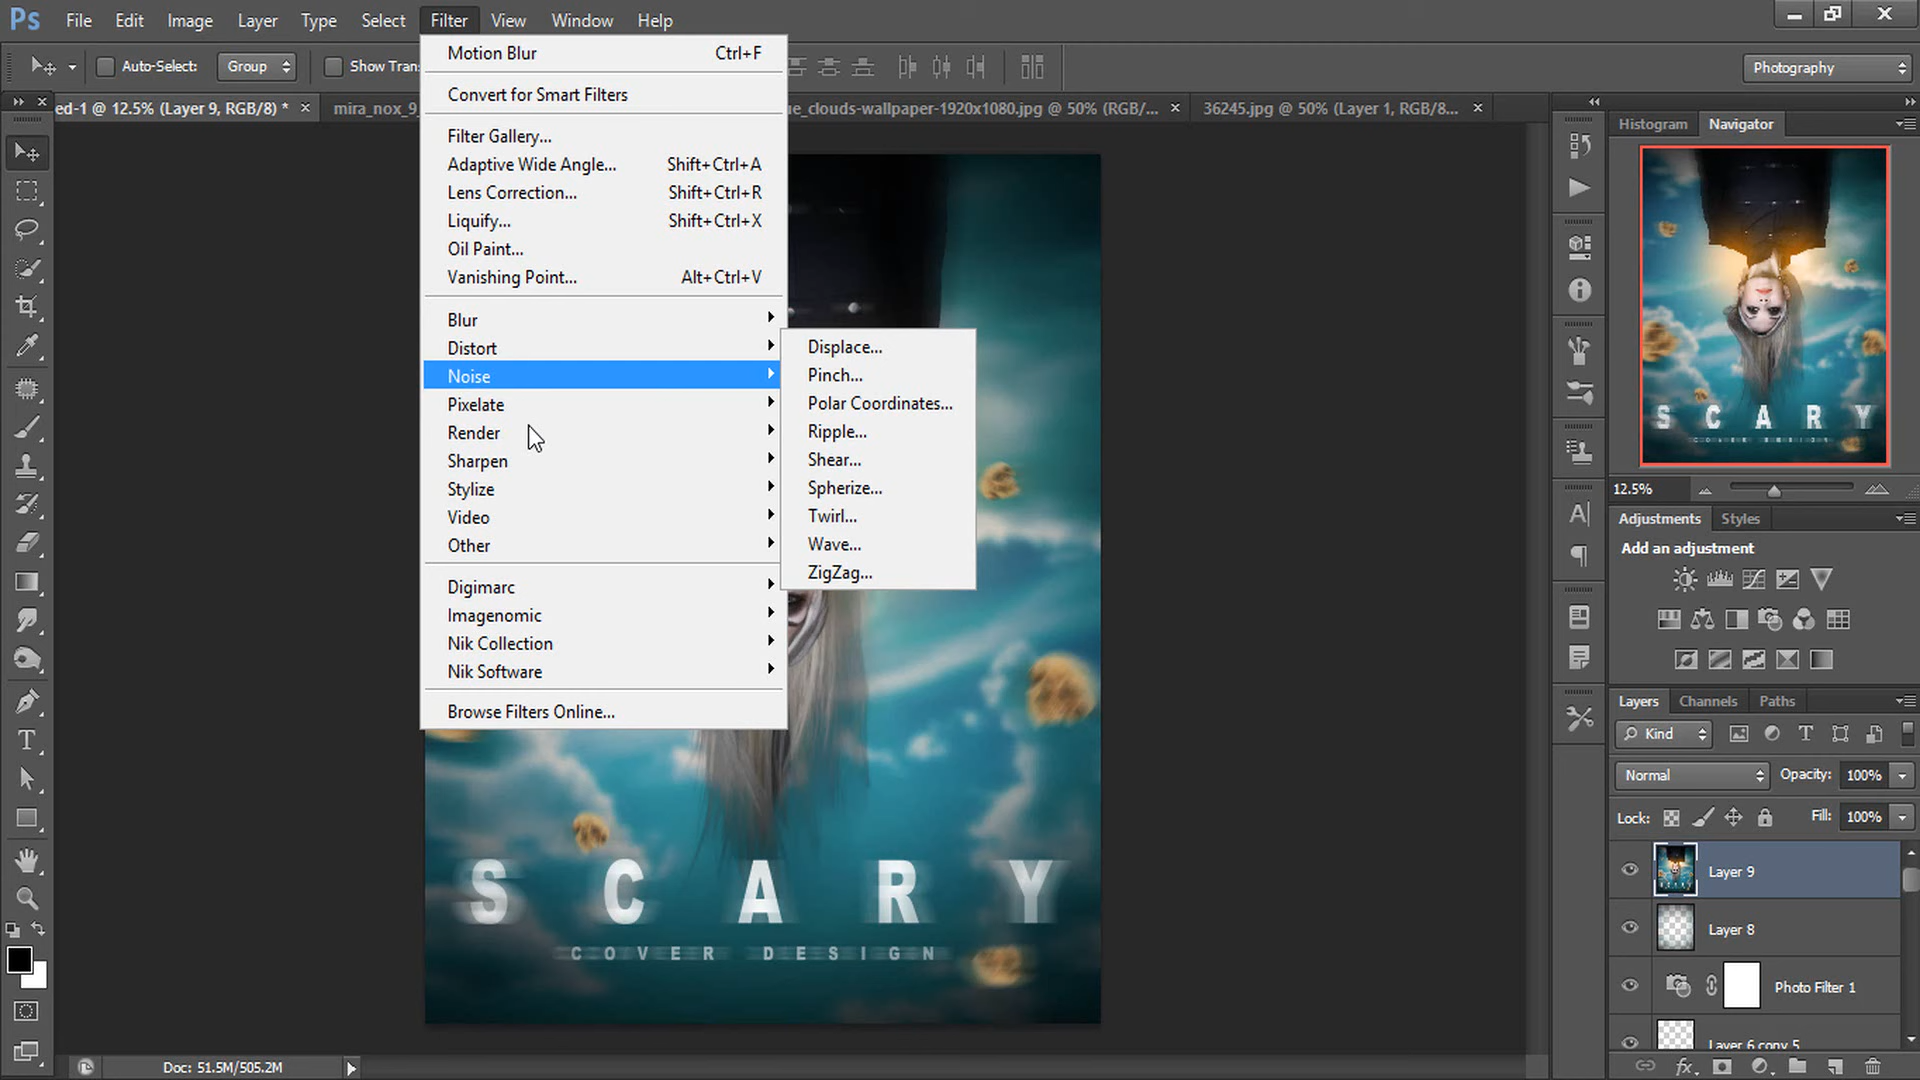 Ps File Edit Image Layer Type Select Filter View Window Help
Auto-Select: Group Show Tran
Photography
ed-1 @ 12.5% (Layer 9, RGB/8) * × mira_nox_9 ue_clouds-wallpaper-1920x1080.jpg @ 50% (RGB/... × 36245.jpg @ 50% (Layer 1, RGB/8... ×
Motion Blur Ctrl+F
Convert for Smart Filters
Filter Gallery...
Adaptive Wide Angle... Shift+Ctrl+A
Lens Correction... Shift+Ctrl+R
Liquify... Shift+Ctrl+X
Oil Paint...
Vanishing Point... Alt+Ctrl+V
Blur
Distort
Noise
Pixelate
Render
Sharpen
Stylize
Video
Other
Digimarc
Imagenomic
Nik Collection
Nik Software
Browse Filters Online...
Displace...
Pinch...
Polar Coordinates...
Ripple...
Shear...
Spherize...
Twirl...
Wave...
ZigZag...
SCARY
COVER DESIGN
Histogram Navigator
SCARY
12.5%
Adjustments Styles
Add an adjustment
Layers Channels Paths
Kind
Normal Opacity: 100%
Lock: Fill: 100%
Layer 9
Layer 8
Photo Filter 1
Layer 6 copy 5
Doc: 51.5M/505.2M